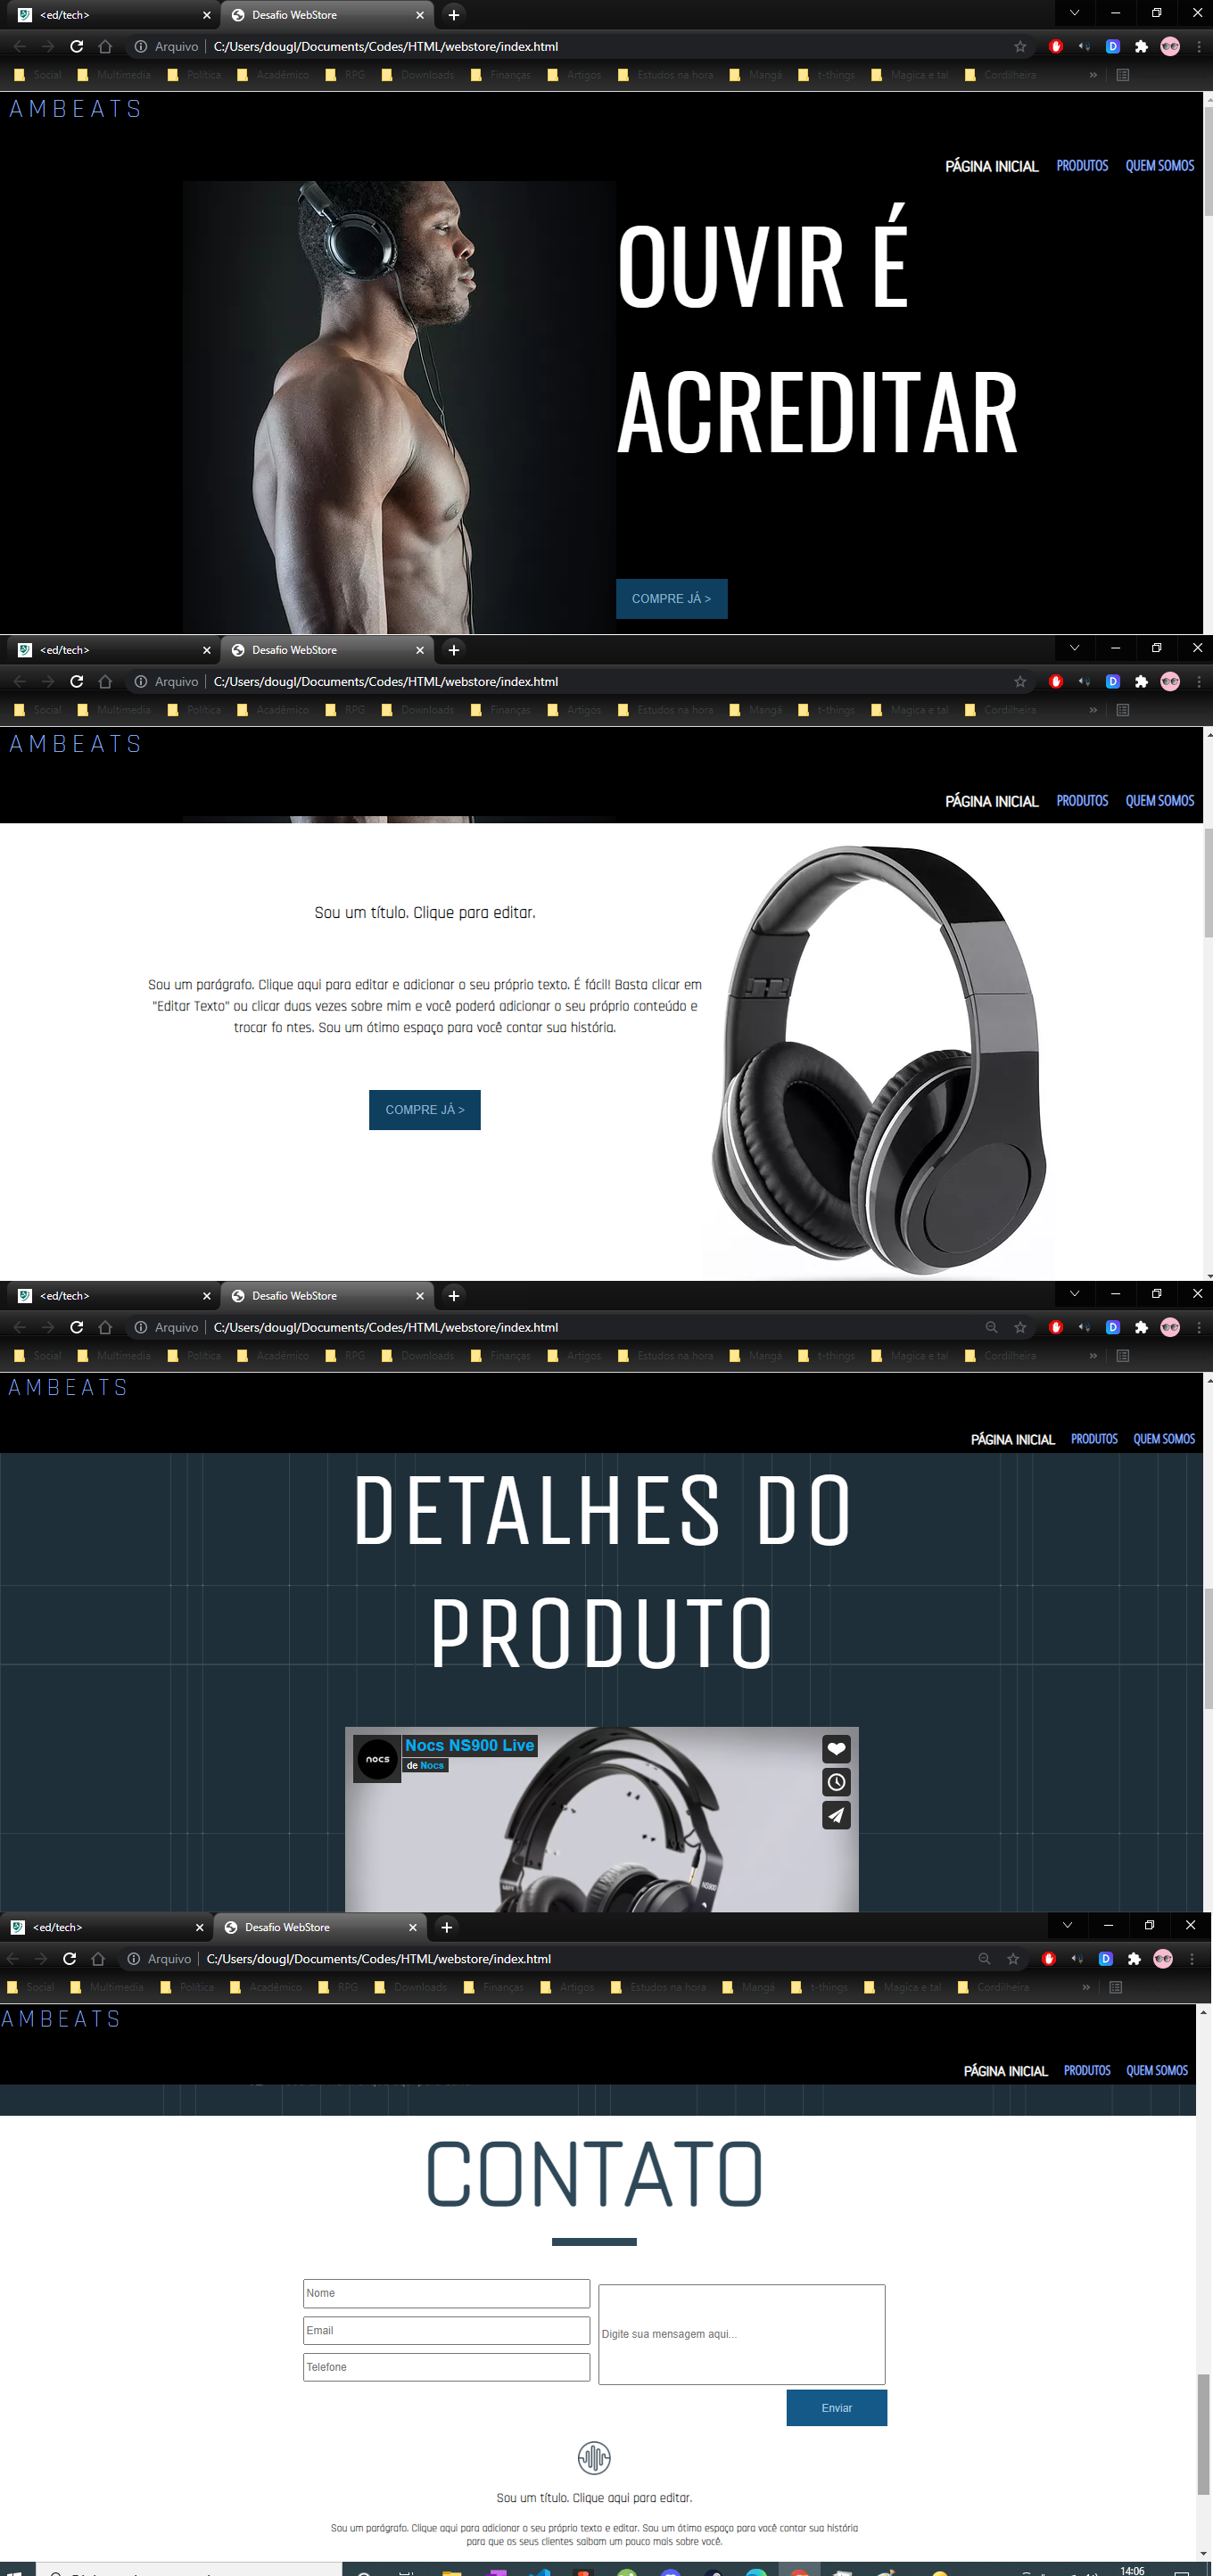 <ed/tech>
Desafio WebStore
Arquivo | C:/Users/dougl/Documents/Codes/HTML/webstore/index.html
Social Multimedia Política Acadêmico RPG Downloads Finanças Artigos Estudos na hora Mangá t-things Magica e tal Cordilheira »
AMBEATS
PÁGINA INICIAL PRODUTOS QUEM SOMOS
OUVIR É
ACREDITAR
COMPRE JÁ >
<ed/tech>
Desafio WebStore
Arquivo | C:/Users/dougl/Documents/Codes/HTML/webstore/index.html
Social Multimedia Política Acadêmico RPG Downloads Finanças Artigos Estudos na hora Mangá t-things Magica e tal Cordilheira »
AMBEATS
PÁGINA INICIAL PRODUTOS QUEM SOMOS
Sou um título. Clique para editar.
Sou um parágrafo. Clique aqui para editar e adicionar o seu próprio texto. É fácil! Basta clicar em
"Editar Texto" ou clicar duas vezes sobre mim e você poderá adicionar o seu próprio conteúdo e
trocar fo ntes. Sou um ótimo espaço para você contar sua história.
COMPRE JÁ >
<ed/tech>
Desafio WebStore
Arquivo | C:/Users/dougl/Documents/Codes/HTML/webstore/index.html
Social Multimedia Política Acadêmico RPG Downloads Finanças Artigos Estudos na hora Mangá t-things Magica e tal Cordilheira »
AMBEATS
PÁGINA INICIAL PRODUTOS QUEM SOMOS
DETALHES DO
PRODUTO
nocs
Nocs NS900 Live
de Nocs
NS900
<ed/tech>
Desafio WebStore
Arquivo | C:/Users/dougl/Documents/Codes/HTML/webstore/index.html
Social Multimedia Política Acadêmico RPG Downloads Finanças Artigos Estudos na hora Mangá t-things Magica e tal Cordilheira »
AMBEATS
PÁGINA INICIAL PRODUTOS QUEM SOMOS
CONTATO
Nome
Email
Telefone
Digite sua mensagem aqui...
Enviar
Sou um título. Clique aqui para editar.
Sou um parágrafo. Clique aqui para adicionar o seu próprio texto e editar. Sou um ótimo espaço para você contar sua história
para que os seus clientes saibam um pouco mais sobre você.
14:06